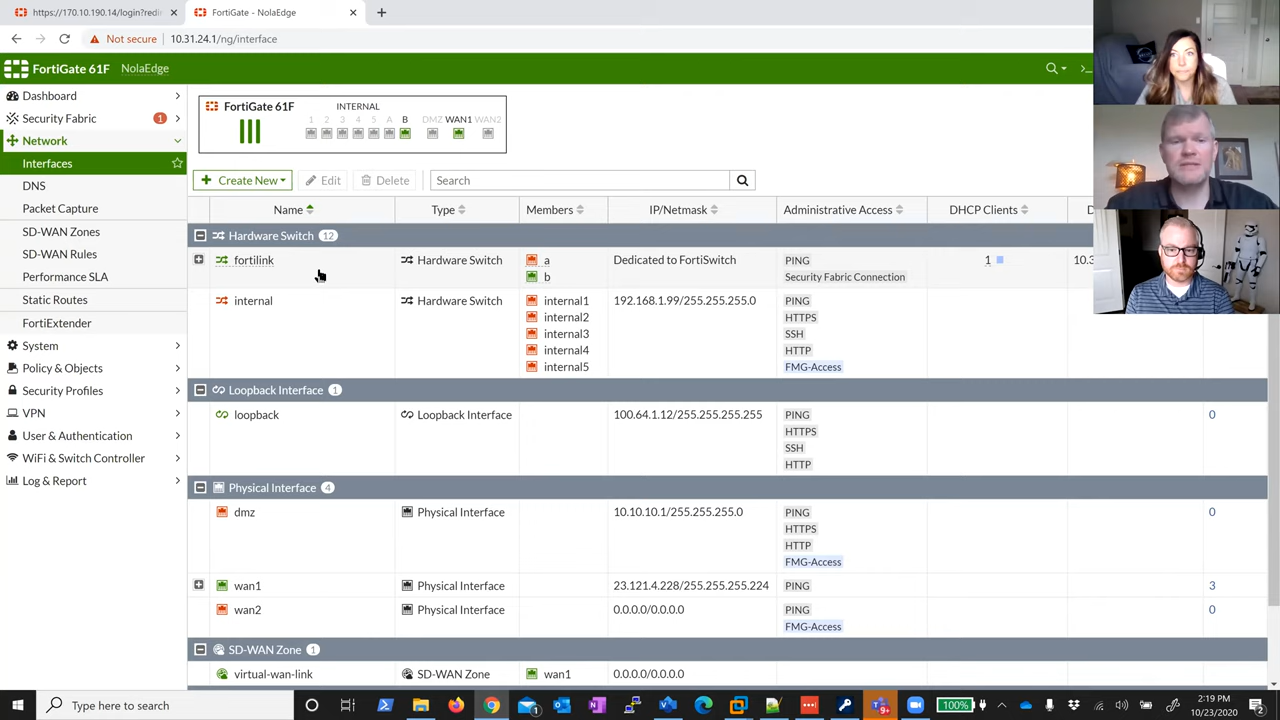 https://170.10.190.14/login?redir
FortiGate - NolaEdge
Not secure
10.31.24.1/ng/interface
FortiGate 61F
NolaEdge
Dashboard
Security Fabric
1
Network
Interfaces
DNS
Packet Capture
SD-WAN Zones
SD-WAN Rules
Performance SLA
Static Routes
FortiExtender
System
Policy & Objects
Security Profiles
VPN
User & Authentication
WiFi & Switch Controller
Log & Report
FortiGate 61F
INTERNAL
1 2 3 4 5 A B DMZ WAN1 WAN2
Create New
Edit
Delete
Search
Name Type Members IP/Netmask Administrative Access DHCP Clients D
Hardware Switch 12
fortilink Hardware Switch a Dedicated to FortiSwitch PING 1 10.3
b Security Fabric Connection
internal Hardware Switch internal1 192.168.1.99/255.255.255.0 PING
internal2 HTTPS
internal3 SSH
internal4 HTTP
internal5 FMG-Access
Loopback Interface 1
loopback Loopback Interface 100.64.1.12/255.255.255.255 PING 0
HTTPS
SSH
HTTP
Physical Interface 4
dmz Physical Interface 10.10.10.1/255.255.255.0 PING 0
HTTPS
HTTP
FMG-Access
wan1 Physical Interface 23.121.4.228/255.255.255.224 PING 3
wan2 Physical Interface 0.0.0.0/0.0.0.0 PING 0
FMG-Access
SD-WAN Zone 1
virtual-wan-link SD-WAN Zone wan1 0.0.0.0/0.0.0.0
Type here to search
100%
9+
2:19 PM
10/23/2020
2